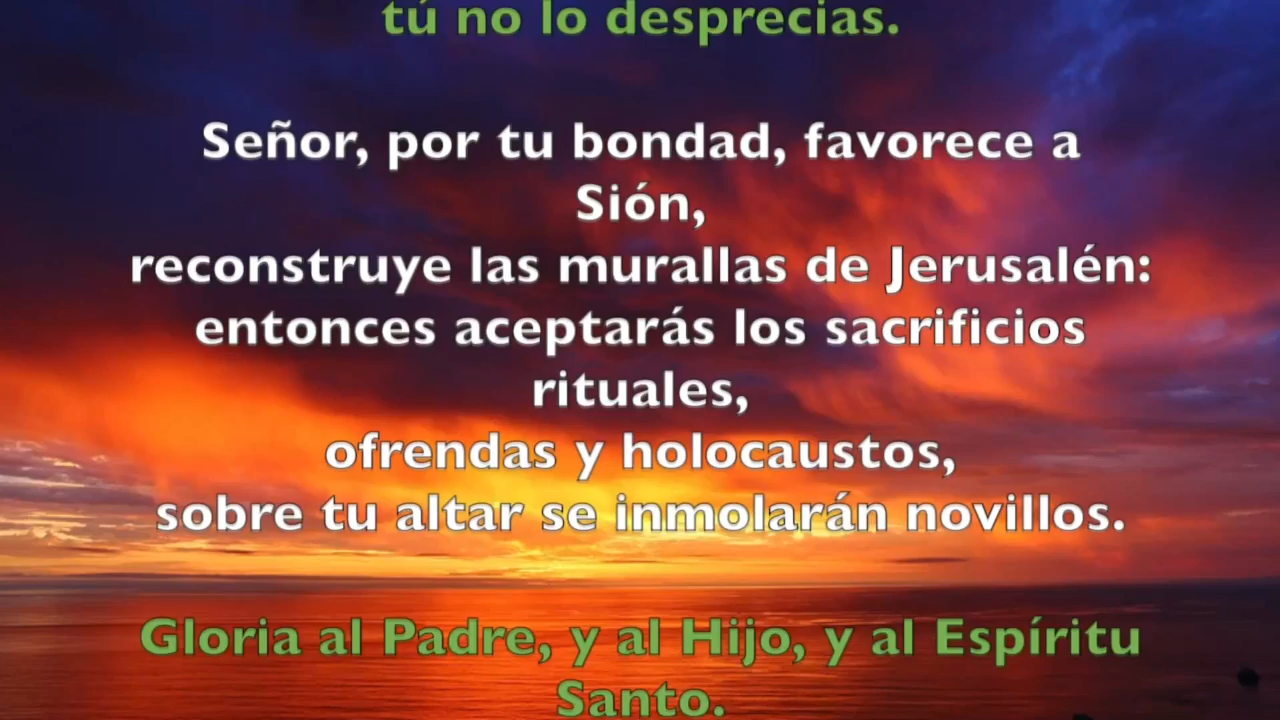 tú no lo desprecias.
Señor, por tu bondad, favorece a
Sión,
reconstruye las murallas de Jerusalén:
entonces aceptarás los sacrificios
rituales,
ofrendas y holocaustos,
sobre tu altar se inmolarán novillos.
Gloria al Padre, y al Hijo, y al Espíritu
Santo.